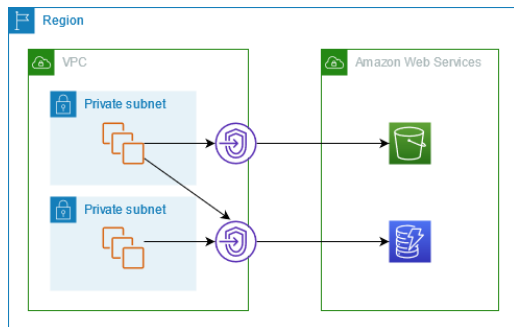 Region
VPC
Amazon Web Services
Private subnet
Private subnet